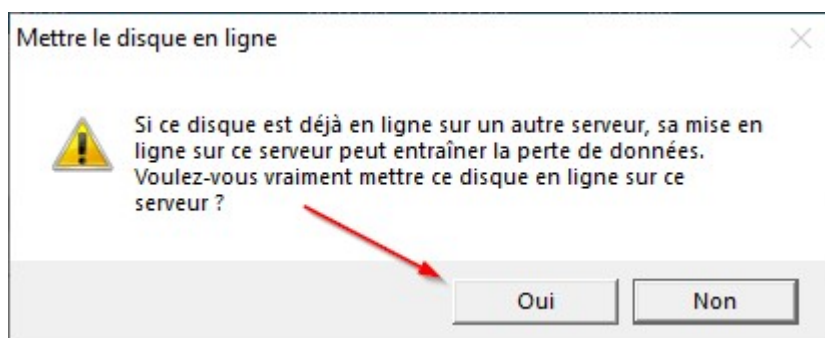 Mettre le disque en ligne
Si ce disque est déjà en ligne sur un autre serveur, sa mise en
ligne sur ce serveur peut entraîner la perte de données.
Voulez-vous vraiment mettre ce disque en ligne sur ce
serveur ?
Oui
Non